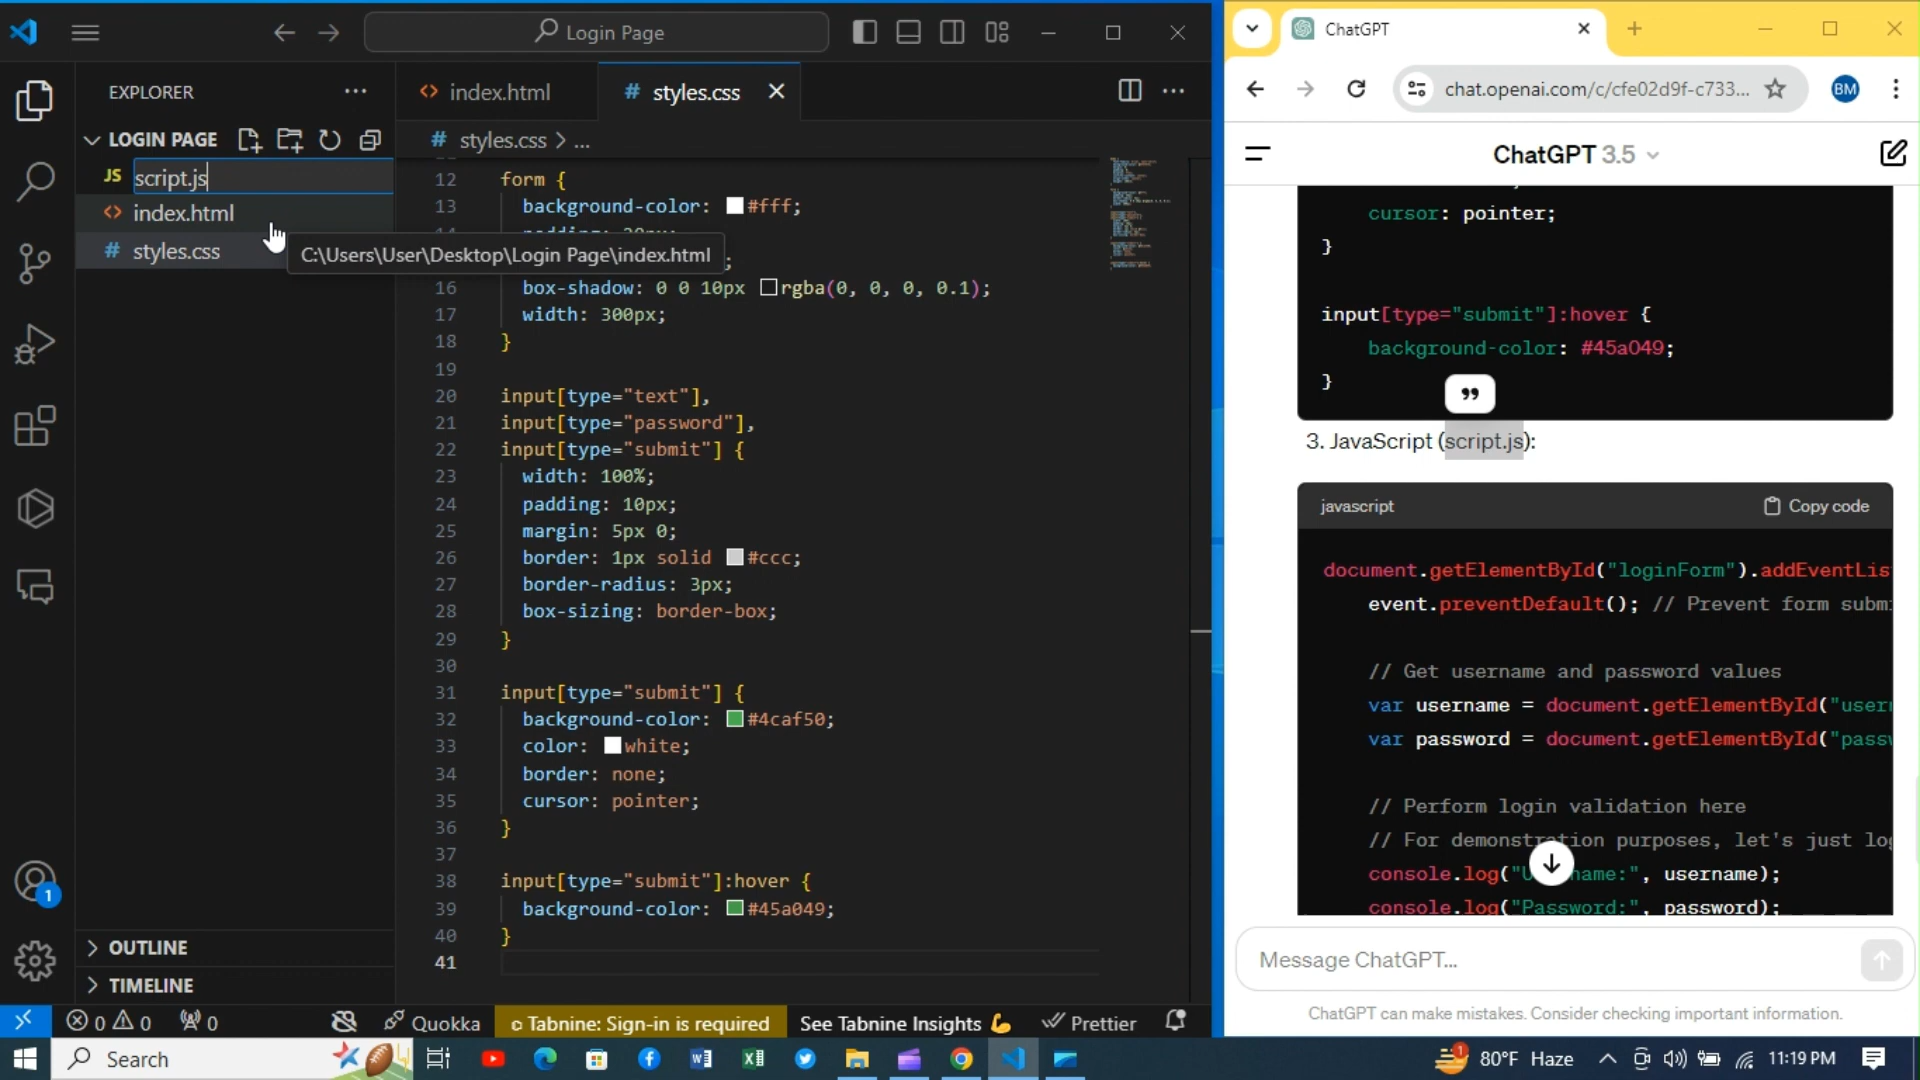 Login Page
EXPLORER
LOGIN PAGE
JS script.js
<> index.html
# styles.css
C:\Users\User\Desktop\Login Page\index.html
OUTLINE
TIMELINE
1
<> index.html
# styles.css
# styles.css > ...
12 form {
13 background-color: #fff;
16 box-shadow: 0 0 10px rgba(0, 0, 0, 0.1);
17 width: 300px;
18 }
19
20 input[type="text"],
21 input[type="password"],
22 input[type="submit"] {
23 width: 100%;
24 padding: 10px;
25 margin: 5px 0;
26 border: 1px solid #ccc;
27 border-radius: 3px;
28 box-sizing: border-box;
29 }
30
31 input[type="submit"] {
32 background-color: #4caf50;
33 color: white;
34 border: none;
35 cursor: pointer;
36 }
37
38 input[type="submit"]:hover {
39 background-color: #45a049;
40 }
41
0 0 0 Quokka Tabnine: Sign-in is required See Tabnine Insights Prettier
ChatGPT
chat.openai.com/c/cfe02d9f-c733...
BM
ChatGPT 3.5
cursor: pointer;
}
input[type="submit"]:hover {
background-color: #45a049;
}
3. JavaScript (script.js):
javascript Copy code
document.getElementById("loginForm").addEventLis
event.preventDefault(); // Prevent form subm
// Get username and password values
var username = document.getElementById("user
var password = document.getElementById("passw
// Perform login validation here
// For demonstration purposes, let's just lo
console.log("U name:", username);
console.log("Password:", password);
Message ChatGPT...
ChatGPT can make mistakes. Consider checking important information.
Search
1 80°F Haze 11:19 PM